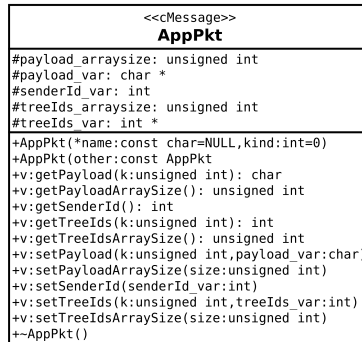 <<cMessage>>
AppPkt
#payload_arraysize: unsigned int
#payload_var: char *
#senderId_var: int
#treeIds_arraysize: unsigned int
#treeIds_var: int *
+AppPkt(*name:const char=NULL,kind:int=0)
+AppPkt(other:const AppPkt
+v:getPayload(k:unsigned int): char
+v:getPayloadArraySize(): unsigned int
+v:getSenderId(): int
+v:getTreeIds(k:unsigned int): int
+v:getTreeIdsArraySize(): unsigned int
+v:setPayload(k:unsigned int,payload_var:char)
+v:setPayloadArraySize(size:unsigned int)
+v:setSenderId(senderId_var:int)
+v:setTreeIds(k:unsigned int,treeIds_var:int)
+v:setTreeIdsArraySize(size:unsigned int)
+~AppPkt()